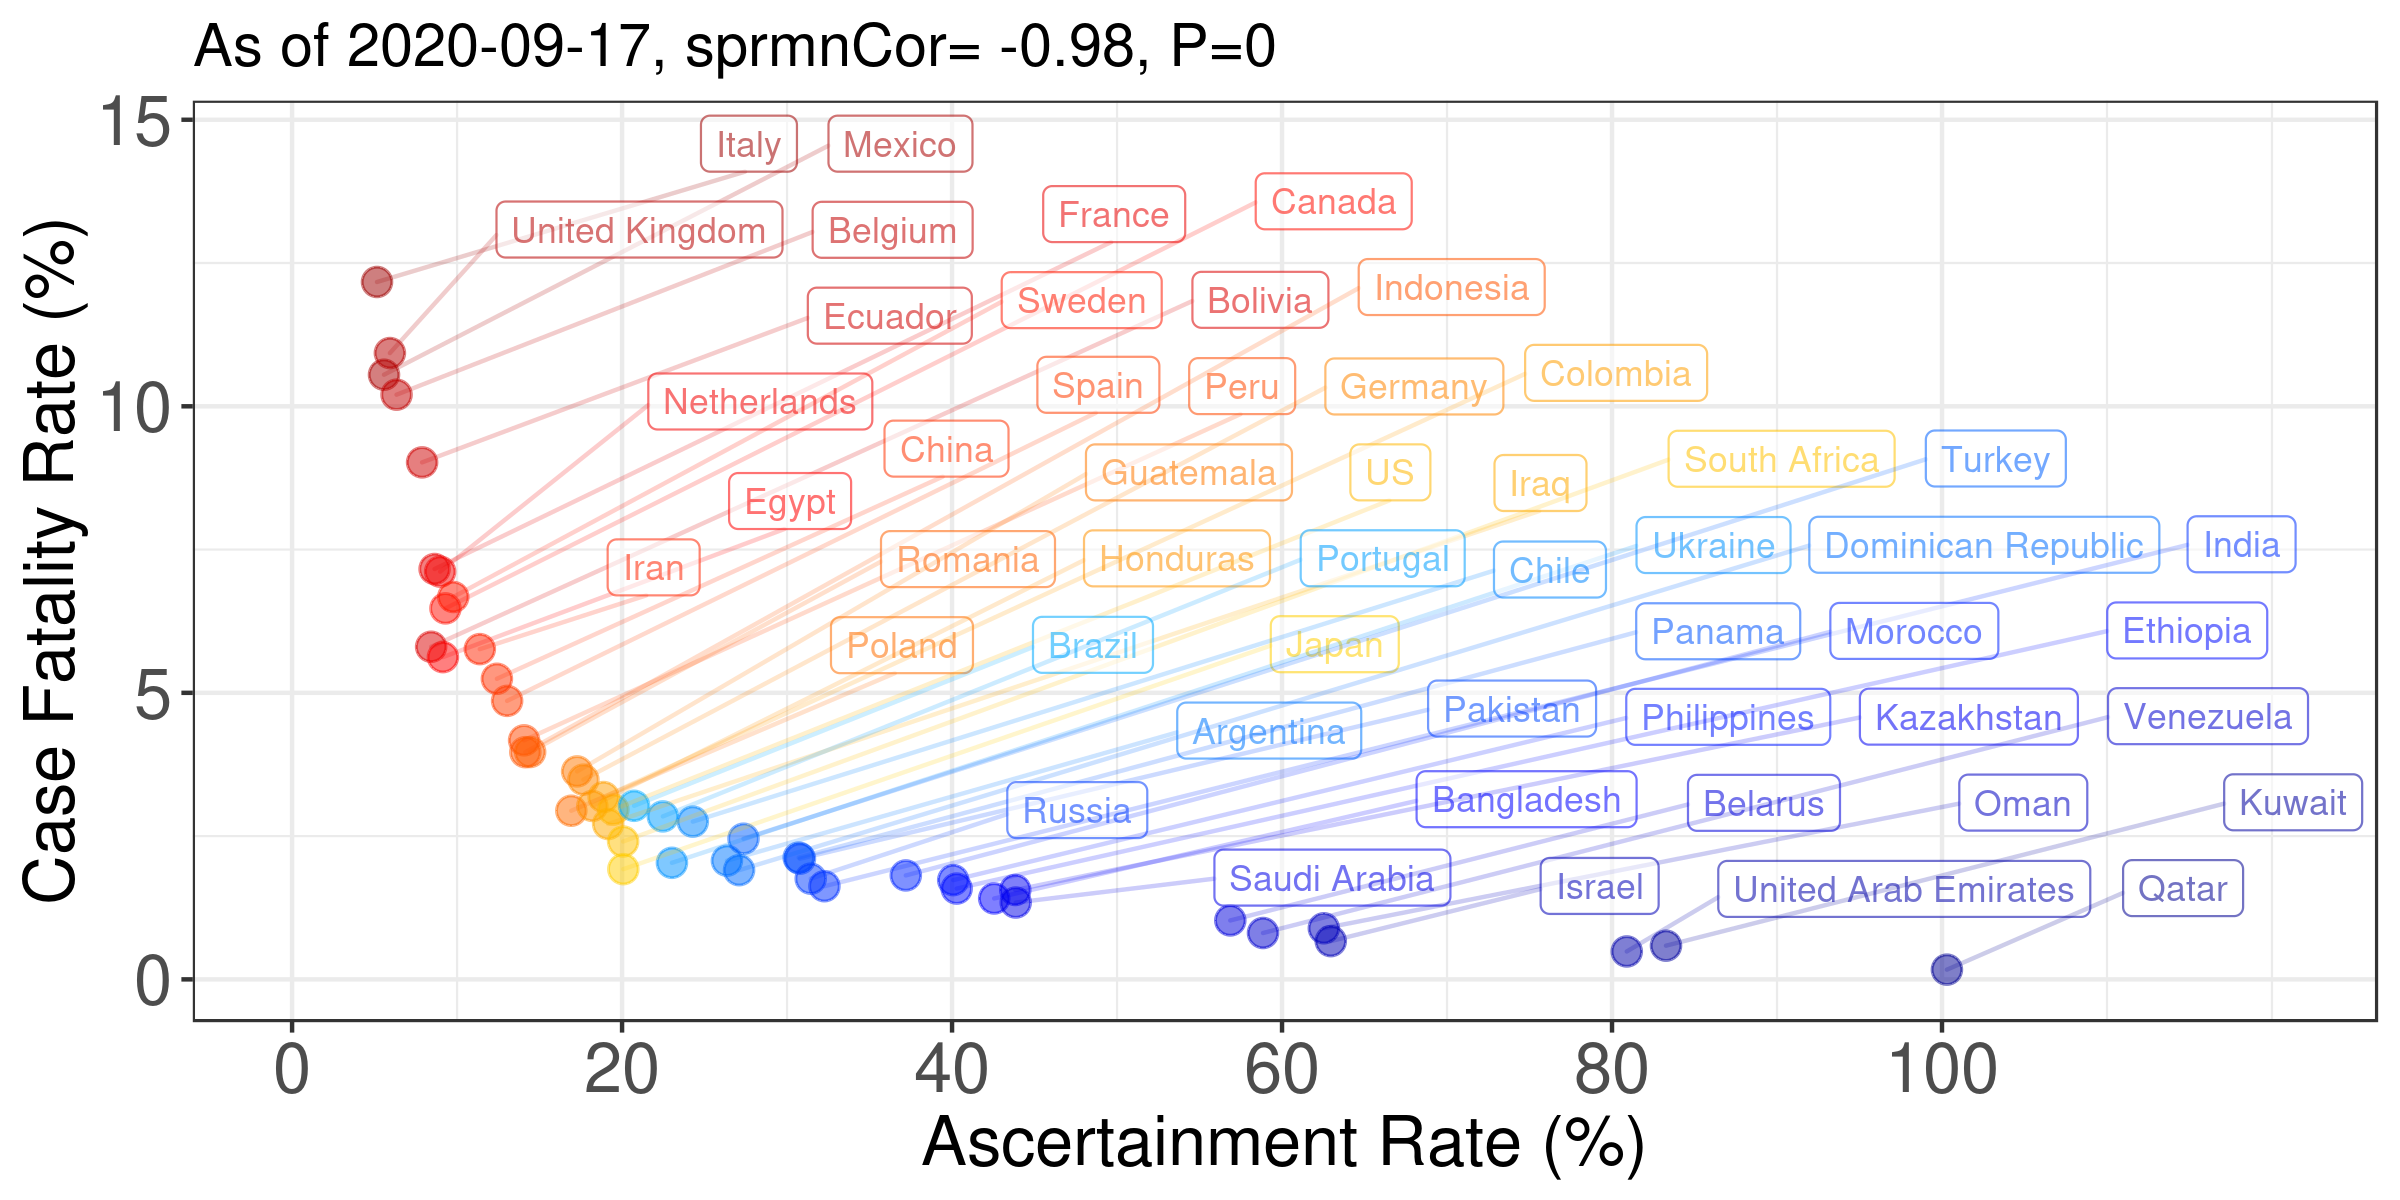 As of 2020-09-17, sprmnCor= -0.98, P=0
15
10
5
0
Case Fatality Rate (%)
Italy
Mexico
United Kingdom
Belgium
France
Canada
Ecuador
Sweden
Bolivia
Indonesia
Netherlands
Spain
Peru
Germany
Colombia
China
Egypt
Guatemala
US
Iraq
South Africa
Turkey
Iran
Romania
Honduras
Portugal
Chile
Ukraine
Dominican Republic
India
Poland
Brazil
Japan
Panama
Morocco
Ethiopia
Argentina
Pakistan
Philippines
Kazakhstan
Venezuela
Russia
Bangladesh
Belarus
Oman
Kuwait
Saudi Arabia
Israel
United Arab Emirates
Qatar
0
20
40
60
80
100
Ascertainment Rate (%)